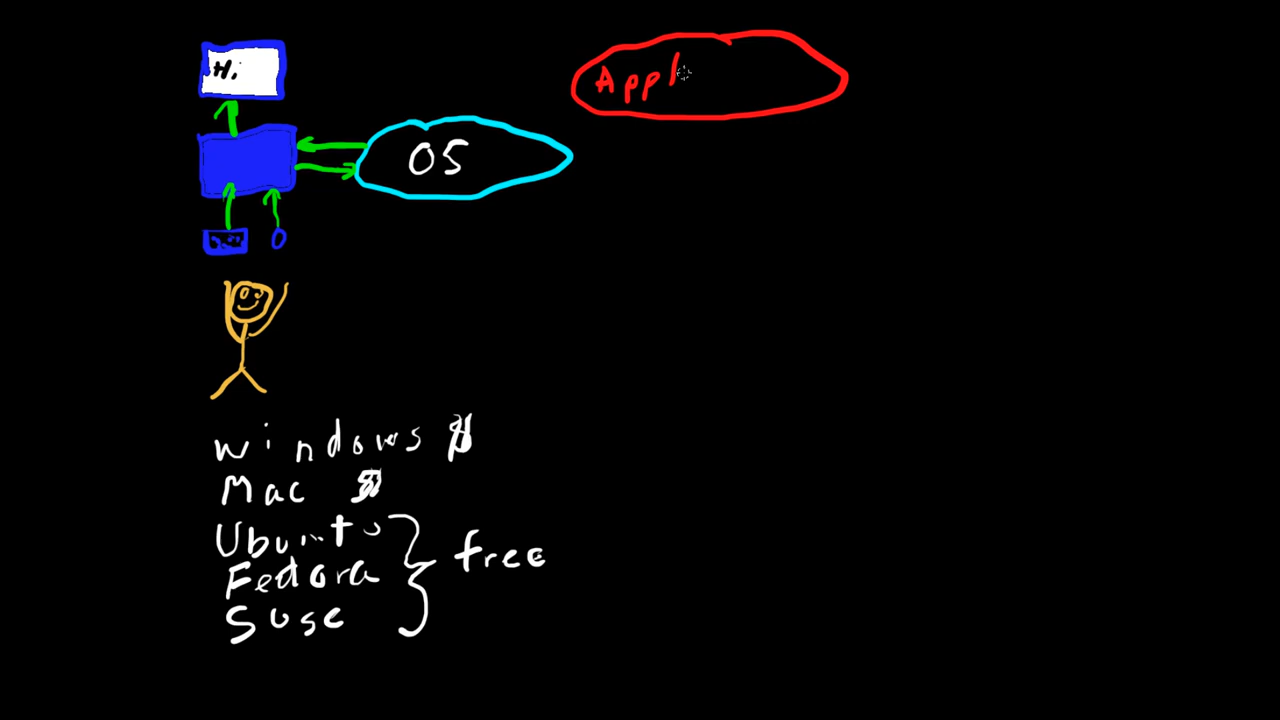 Hi
Appl
OS
Windows $
Mac $
Ubuntu
free
Fedora
Suse